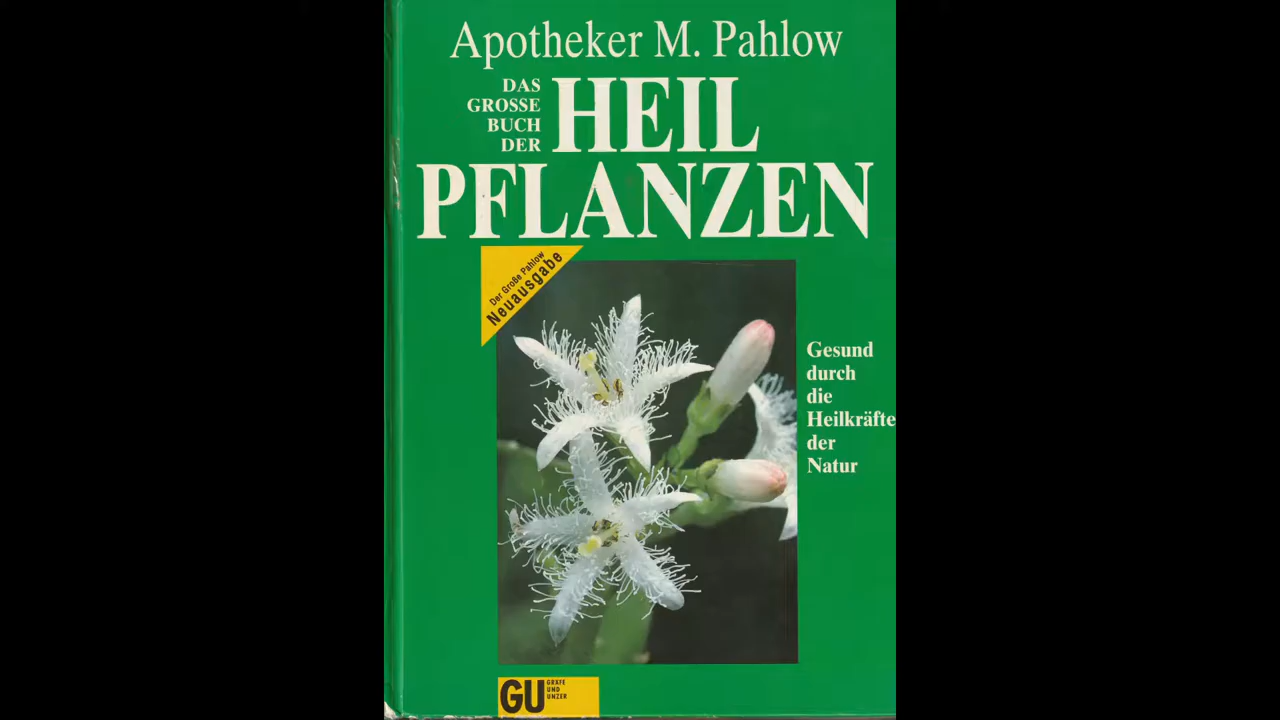 Apotheker M. Pahlow
DAS
GROSSE
BUCH
DER
HEIL
PFLANZEN
Der Große Pahlow
Neuausgabe
Gesund
durch
die
Heilkräfte
der
Natur
GU
GRÄFE
UND
UNZER